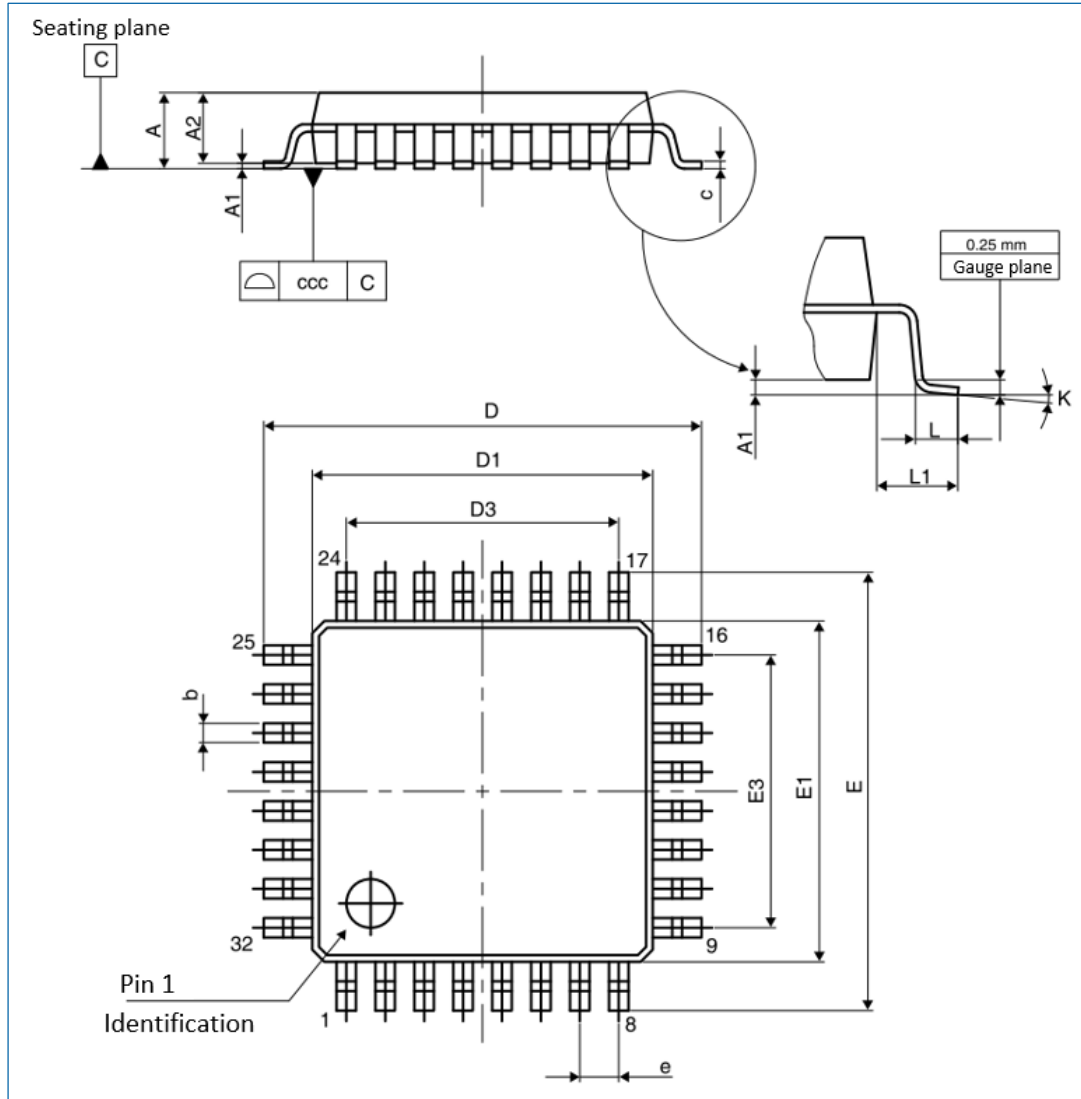 Seating plane
C
A
A2
A1
c
ccc C
0.25 mm
Gauge plane
K
A1
L
L1
D
D1
D3
24
17
25
16
b
E3
E1
E
32
9
Pin 1
Identification
1
8
e